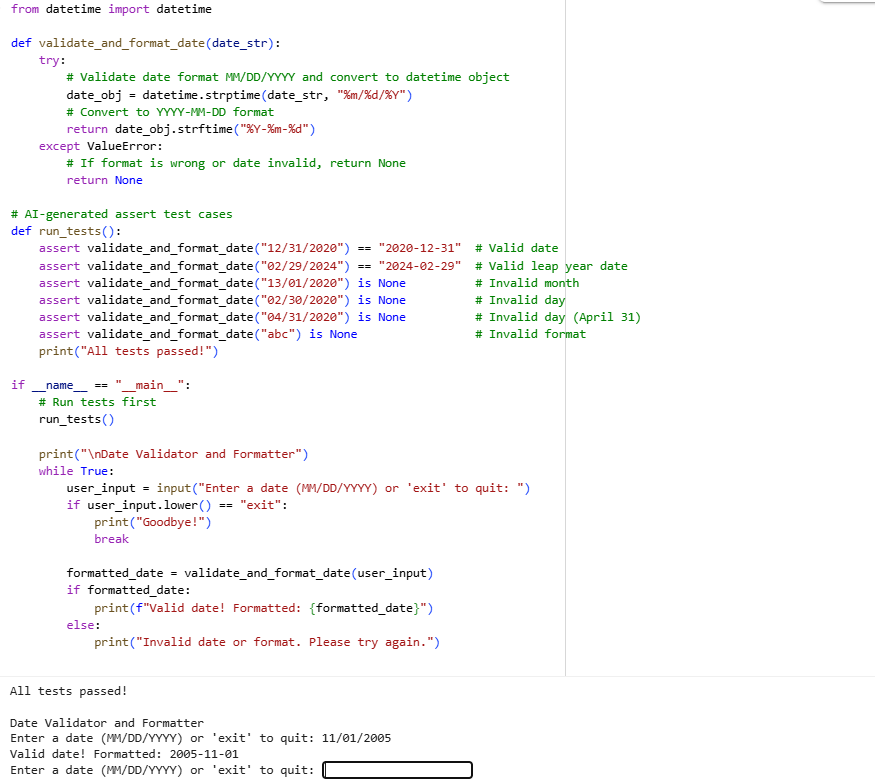 from datetime import datetime
def validate_and_format_date(date_str):
    try:
        # Validate date format MM/DD/YYYY and convert to datetime object
        date_obj = datetime.strptime(date_str, "%m/%d/%Y")
        # Convert to YYYY-MM-DD format
        return date_obj.strftime("%Y-%m-%d")
    except ValueError:
        # If format is wrong or date invalid, return None
        return None
# AI-generated assert test cases
def run_tests():
    assert validate_and_format_date("12/31/2020") == "2020-12-31"  # Valid date
    assert validate_and_format_date("02/29/2024") == "2024-02-29"  # Valid leap year date
    assert validate_and_format_date("13/01/2020") is None          # Invalid month
    assert validate_and_format_date("02/30/2020") is None          # Invalid day
    assert validate_and_format_date("04/31/2020") is None          # Invalid day (April 31)
    assert validate_and_format_date("abc") is None                 # Invalid format
    print("All tests passed!")
if __name__ == "__main__":
    # Run tests first
    run_tests()
    print("\nDate Validator and Formatter")
    while True:
        user_input = input("Enter a date (MM/DD/YYYY) or 'exit' to quit: ")
        if user_input.lower() == "exit":
            print("Goodbye!")
            break
        formatted_date = validate_and_format_date(user_input)
        if formatted_date:
            print(f"Valid date! Formatted: {formatted_date}")
        else:
            print("Invalid date or format. Please try again.")
All tests passed!
Date Validator and Formatter
Enter a date (MM/DD/YYYY) or 'exit' to quit: 11/01/2005
Valid date! Formatted: 2005-11-01
Enter a date (MM/DD/YYYY) or 'exit' to quit: